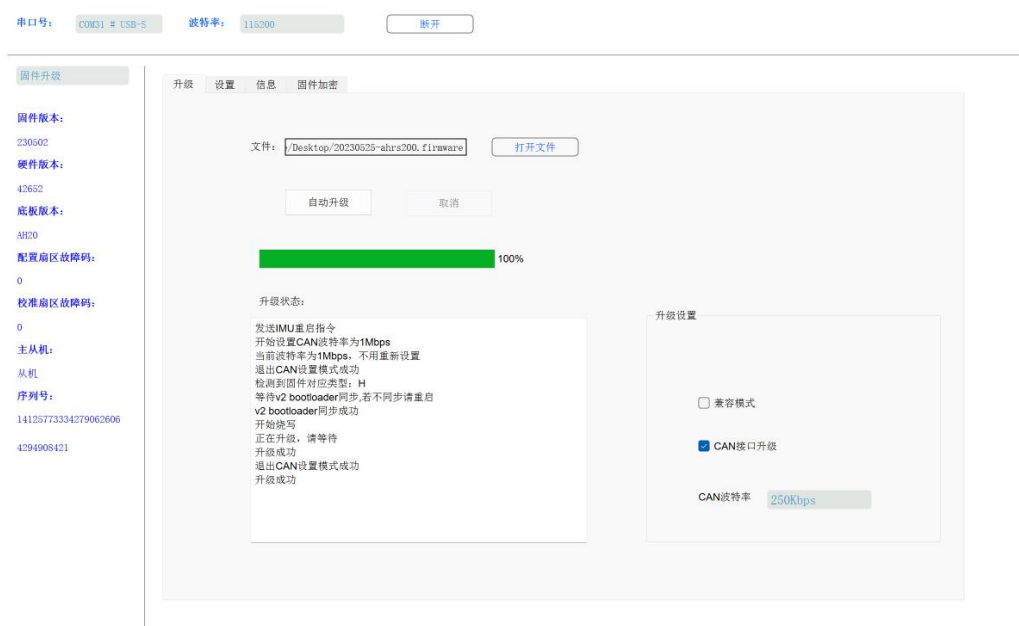 串口号： COM31 # USB-S 波特率： 115200 断开
固件升级
固件版本：
230502
硬件版本：
42652
底板版本：
AH20
配置扇区故障码：
0
校准扇区故障码：
0
主从机：
从机
序列号：
14125773334279062606
4294908421
升级 设置 信息 固件加密
文件： /Desktop/20230525-ahrs200.firmware 打开文件
自动升级 取消
100%
升级状态：
发送IMU重启指令
开始设置CAN波特率为1Mbps
当前波特率为1Mbps，不用重新设置
退出CAN设置模式成功
检测到固件对应类型：H
等待v2 bootloader同步,若不同步请重启
v2 bootloader同步成功
开始烧写
正在升级，请等待
升级成功
退出CAN设置模式成功
升级成功
升级设置
兼容模式
CAN接口升级
CAN波特率 250Kbps